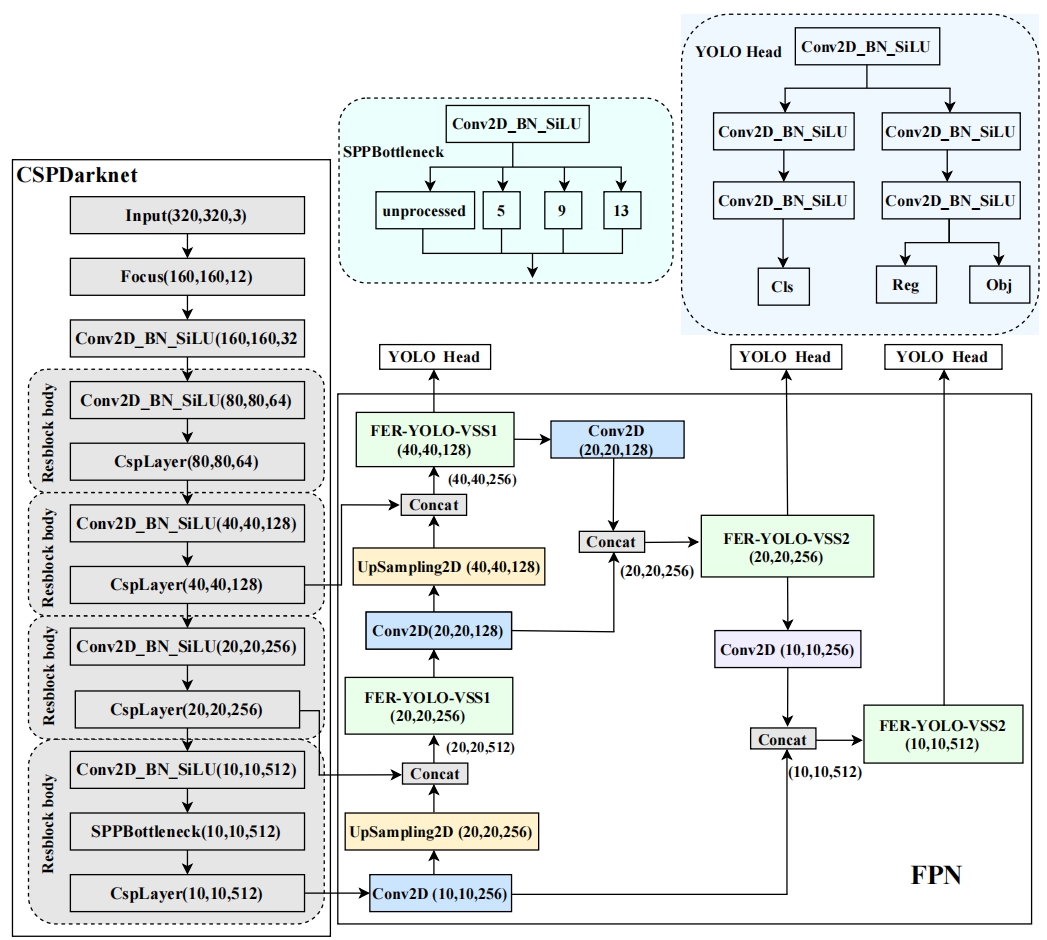 CSPDarknet
Input(320,320,3)
Focus(160,160,12)
Conv2D_BN_SiLU(160,160,32
Resblock body
Conv2D_BN_SiLU(80,80,64)
CspLayer(80,80,64)
Resblock body
Conv2D_BN_SiLU(40,40,128)
CspLayer(40,40,128)
Resblock body
Conv2D_BN_SiLU(20,20,256)
CspLayer(20,20,256)
Resblock body
Conv2D_BN_SiLU(10,10,512)
SPPBottleneck(10,10,512)
CspLayer(10,10,512)
SPPBottleneck
Conv2D_BN_SiLU
unprocessed
5
9
13
YOLO Head
Conv2D_BN_SiLU
Conv2D_BN_SiLU
Conv2D_BN_SiLU
Conv2D_BN_SiLU
Conv2D_BN_SiLU
Cls
Reg
Obj
YOLO Head
YOLO Head
YOLO Head
FER-YOLO-VSS1
(40,40,128)
(40,40,256)
Concat
UpSampling2D (40,40,128)
Conv2D(20,20,128)
FER-YOLO-VSS1
(20,20,256)
(20,20,512)
Concat
UpSampling2D (20,20,256)
Conv2D (10,10,256)
Conv2D
(20,20,128)
Concat
(20,20,256)
FER-YOLO-VSS2
(20,20,256)
Conv2D (10,10,256)
Concat
(10,10,512)
FER-YOLO-VSS2
(10,10,512)
FPN